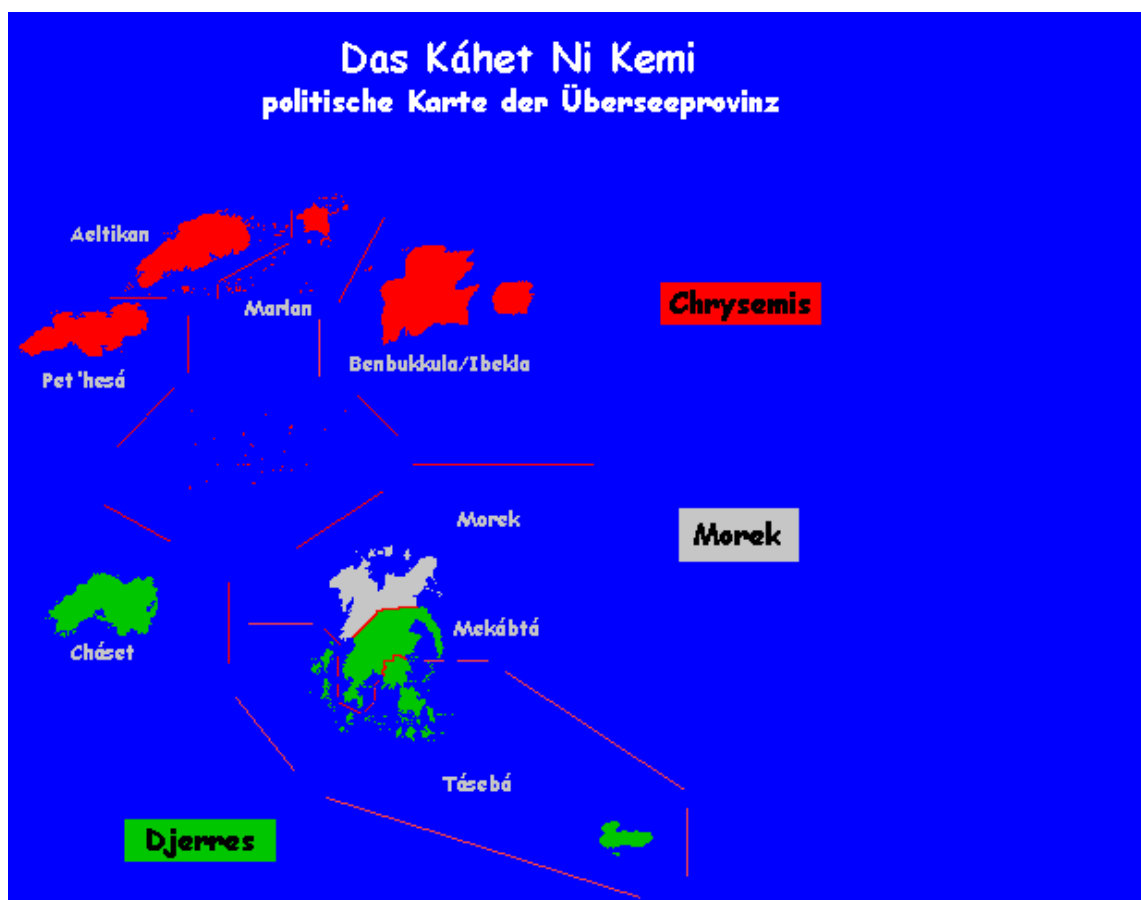 Das Káhet Ni Kemi
politische Karte der Überseeprovinz
Aeltikan
Marlan
Chrysemis
Benbukkula/Ibekla
Pet'hesá
Morek
Morek
Mekábtá
Cháset
Tásebá
Djerres